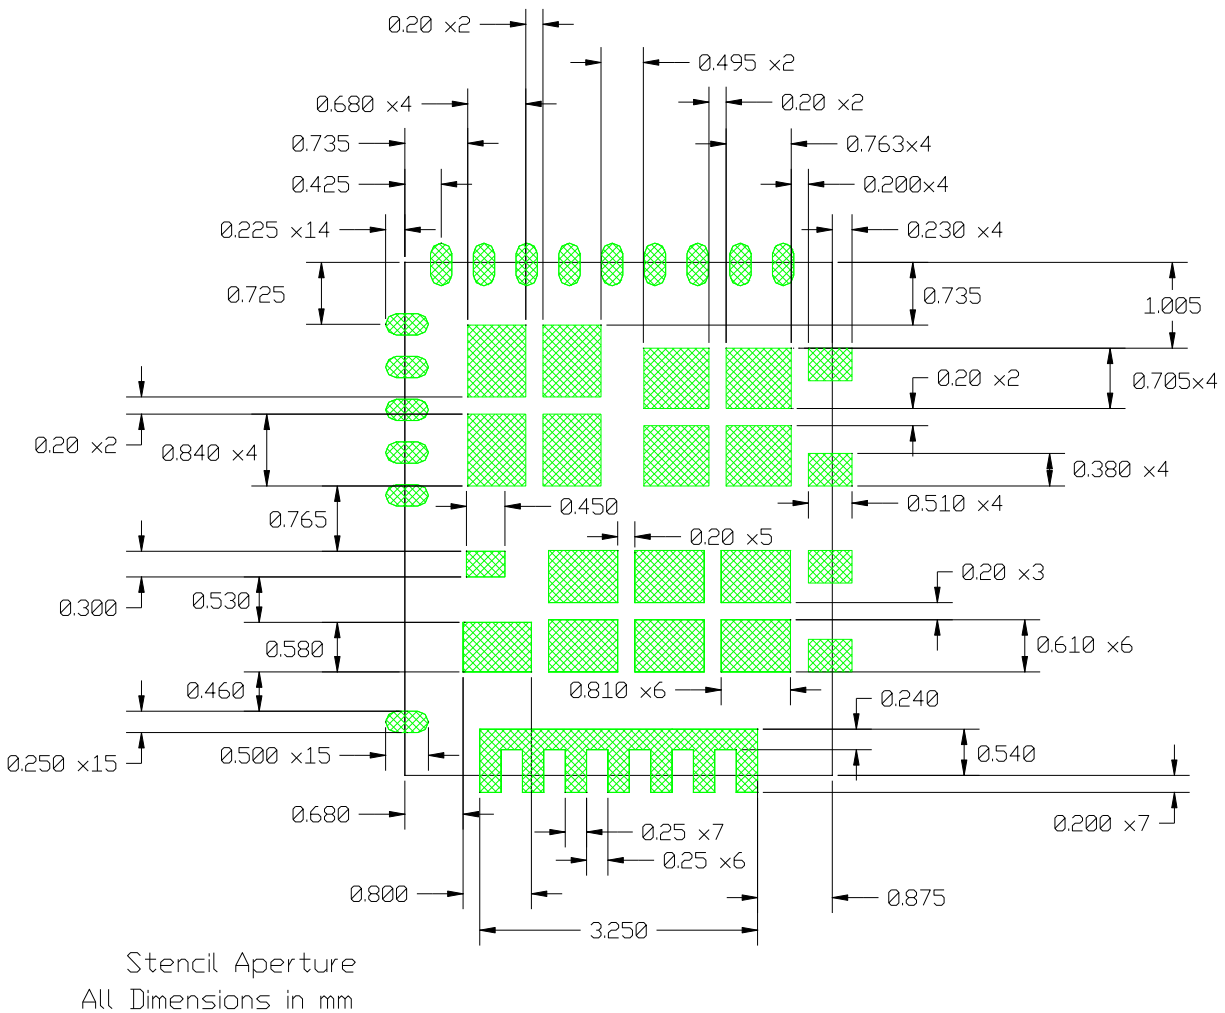 0.20 x2
0.495 x2
0.680 x4
0.20 x2
0.735
0.763x4
0.425
0.200x4
0.225 x14
0.230 x4
0.725
0.735
1.005
0.20 x2
0.705x4
0.20 x2
0.840 x4
0.380 x4
0.450
0.510 x4
0.765
0.20 x5
0.20 x3
0.300
0.530
0.580
0.610 x6
0.460
0.810 x6
0.240
0.250 x15
0.500 x15
0.540
0.680
0.25 x7
0.200 x7
0.25 x6
0.800
0.875
3.250
Stencil Aperture
All Dimensions in mm